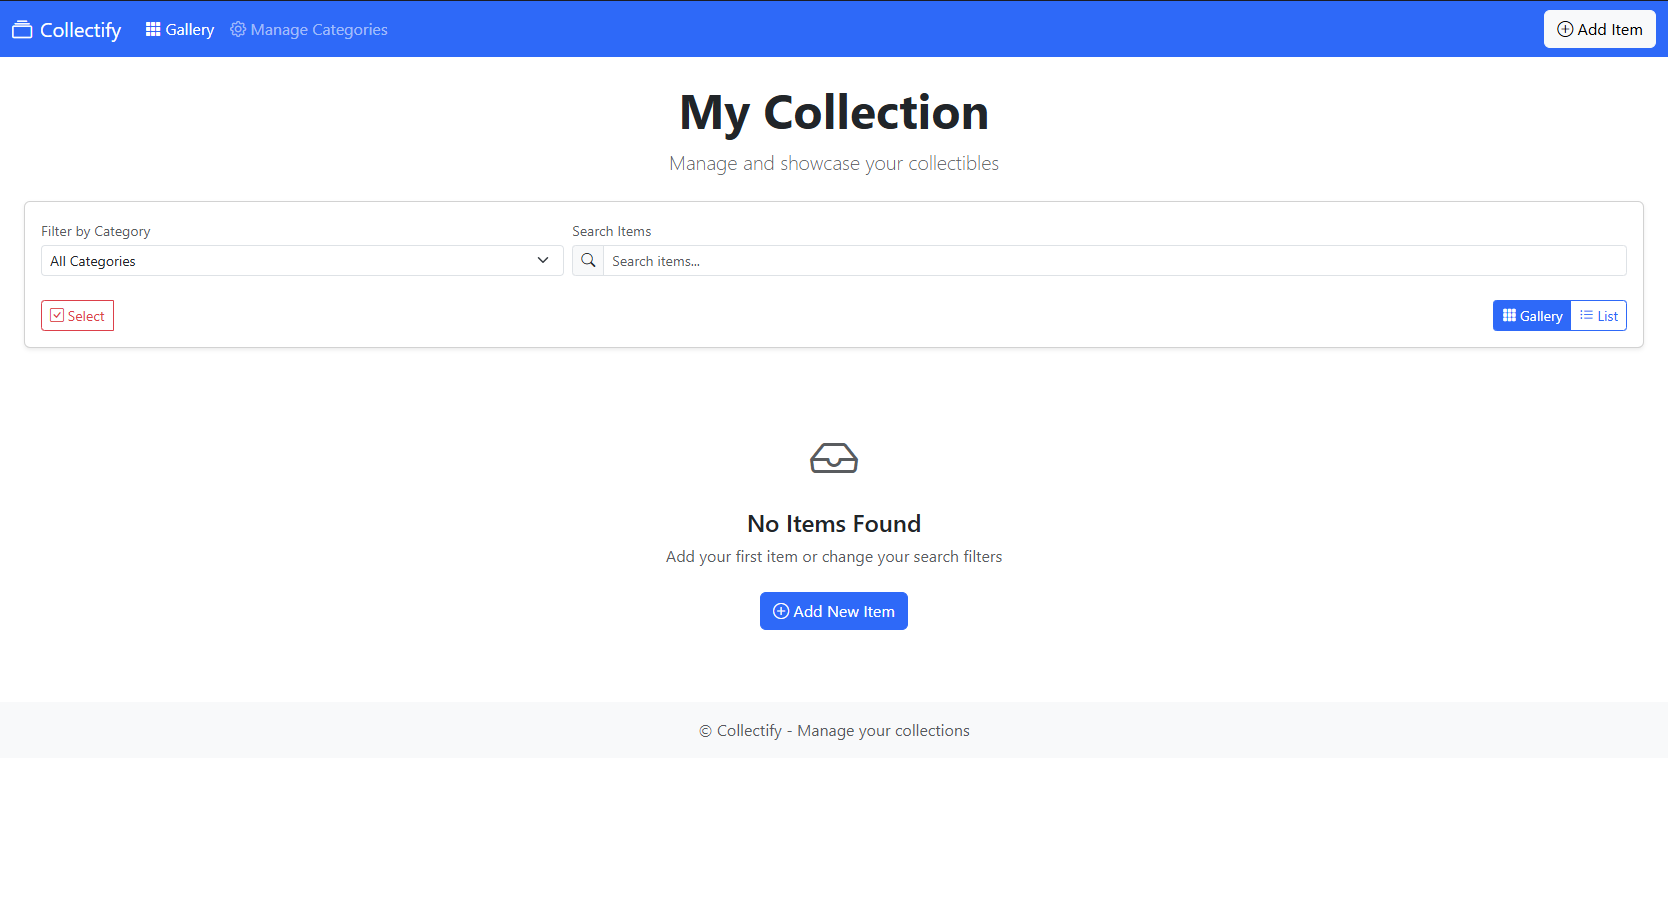 Collectify Gallery Manage Categories Add Item
My Collection
Manage and showcase your collectibles
Filter by Category Search Items
All Categories Search items...
Select Gallery List
No Items Found
Add your first item or change your search filters
Add New Item
© Collectify - Manage your collections